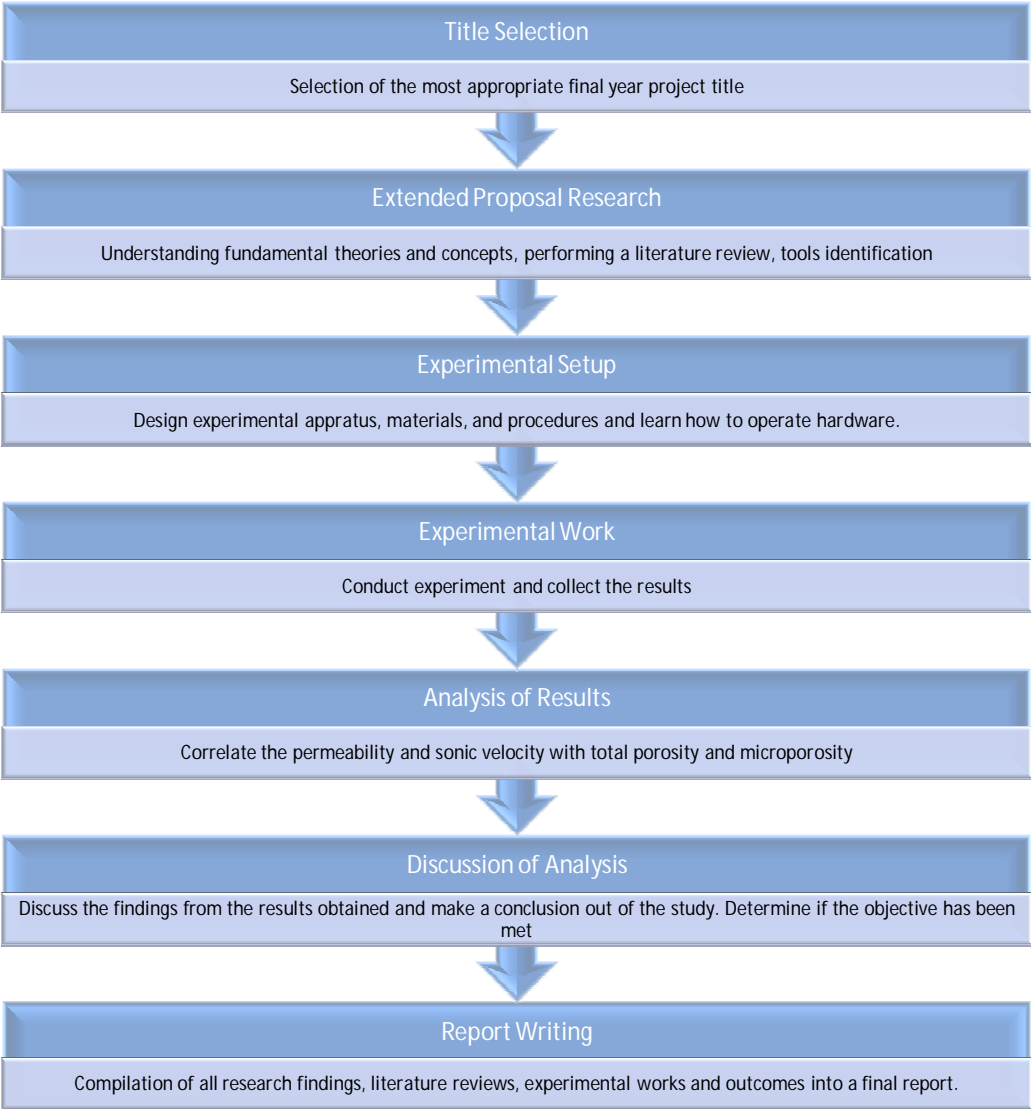 Title Selection
Selection of the most appropriate final year project title
Extended Proposal Research
Understanding fundamental theories and concepts, performing a literature review, tools identification
Experimental Setup
Design experimental appratus, materials, and procedures and learn how to operate hardware.
Experimental Work
Conduct experiment and collect the results
Analysis of Results
Correlate the permeability and sonic velocity with total porosity and microporosity
Discussion of Analysis
Discuss the findings from the results obtained and make a conclusion out of the study. Determine if the objective has been
met
Report Writing
Compilation of all research findings, literature reviews, experimental works and outcomes into a final report.